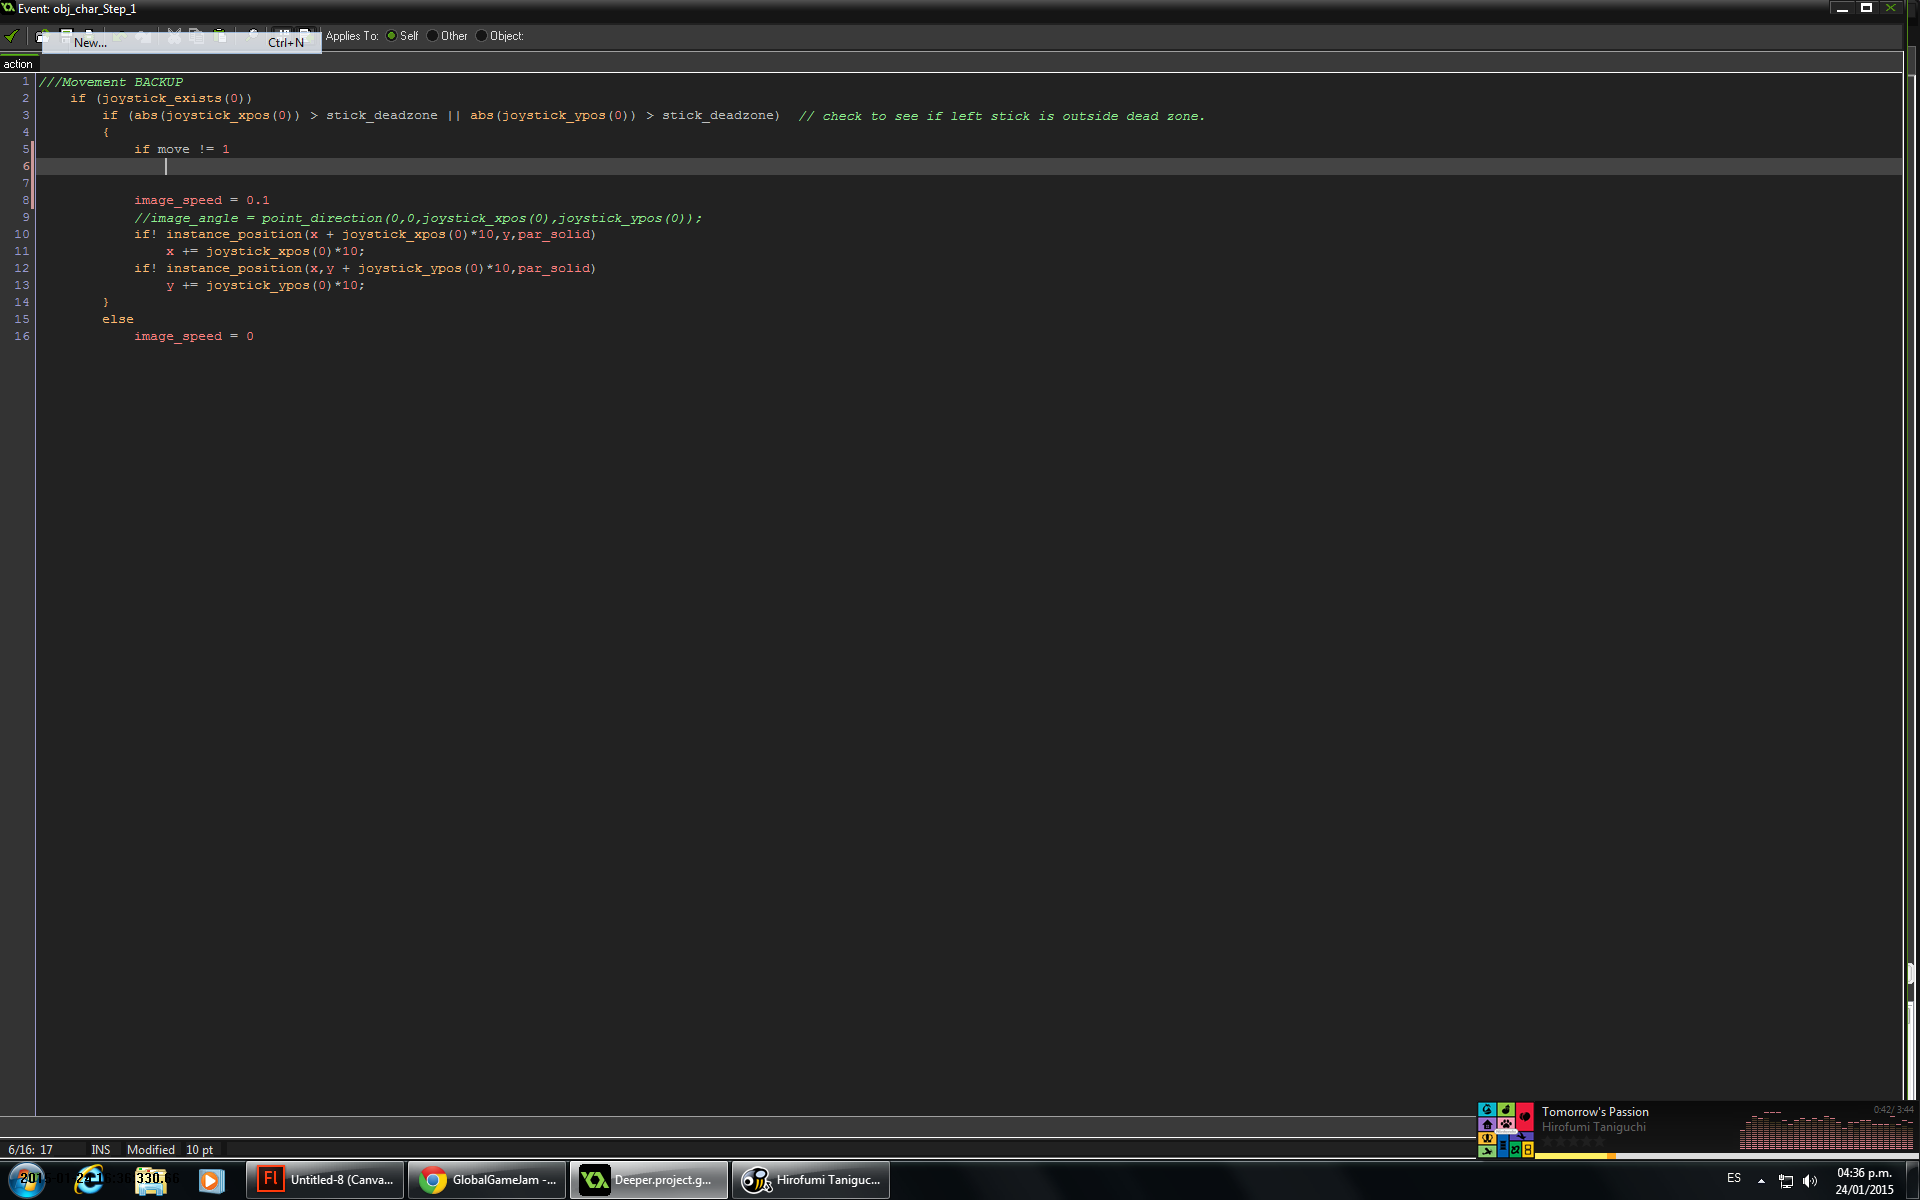 Event: obj_char_Step_1
New... Ctrl+N Applies To: Self Other Object:
action
1 ///Movement BACKUP
2 if (joystick_exists(0))
3 if (abs(joystick_xpos(0)) > stick_deadzone || abs(joystick_ypos(0)) > stick_deadzone) // check to see if left stick is outside dead zone.
4 {
5 if move != 1
6
7
8 image_speed = 0.1
9 //image_angle = point_direction(0,0,joystick_xpos(0),joystick_ypos(0));
10 if! instance_position(x + joystick_xpos(0)*10,y,par_solid)
11 x += joystick_xpos(0)*10;
12 if! instance_position(x,y + joystick_ypos(0)*10,par_solid)
13 y += joystick_ypos(0)*10;
14 }
15 else
16 image_speed = 0
Tomorrow's Passion 0:42/ 3:44
Hirofumi Taniguchi
6/16: 17 INS Modified 10 pt
Untitled-8 (Canva... GlobalGameJam -... Deeper.project.g... Hirofumi Taniguc... ES 04:36 p.m.
24/01/2015